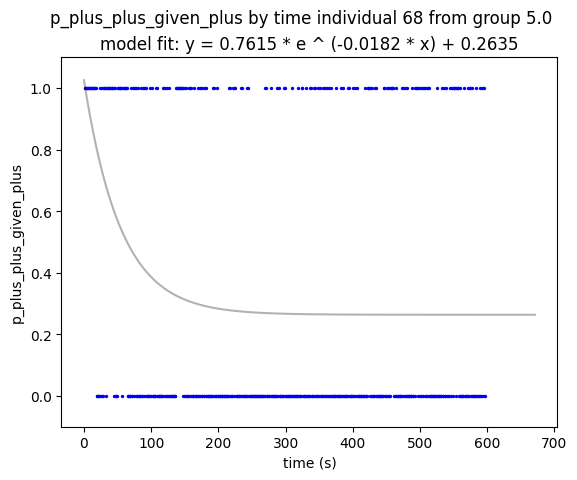 p_plus_plus_given_plus by time individual 68 from group 5.0
model fit: y = 0.7615 * e ^ (-0.0182 * x) + 0.2635
1.0
0.8
0.6
0.4
0.2
0.0
p_plus_plus_given_plus
0 100 200 300 400 500 600 700
time (s)